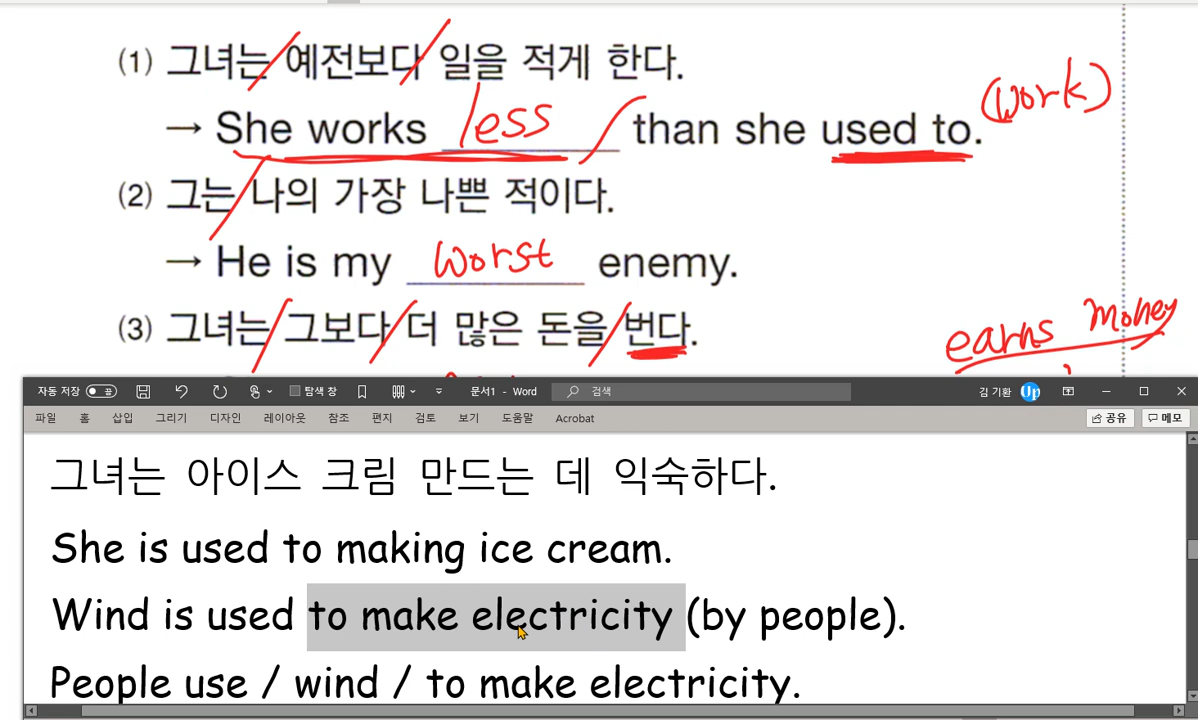 (1) 그녀는 예전보다 일을 적게 한다.
→ She works less than she used to. (work)
(2) 그는 나의 가장 나쁜 적이다.
→ He is my worst enemy.
(3) 그녀는 그보다 더 많은 돈을 번다.
earns money
자동 저장 끌 탐색 창 문서1 - Word 검색 김 기환 Up
파일 홈 삽입 그리기 디자인 레이아웃 참조 편지 검토 보기 도움말 Acrobat 공유 메모
그녀는 아이스 크림 만드는 데 익숙하다.
She is used to making ice cream.
Wind is used to make electricity (by people).
People use / wind / to make electricity.